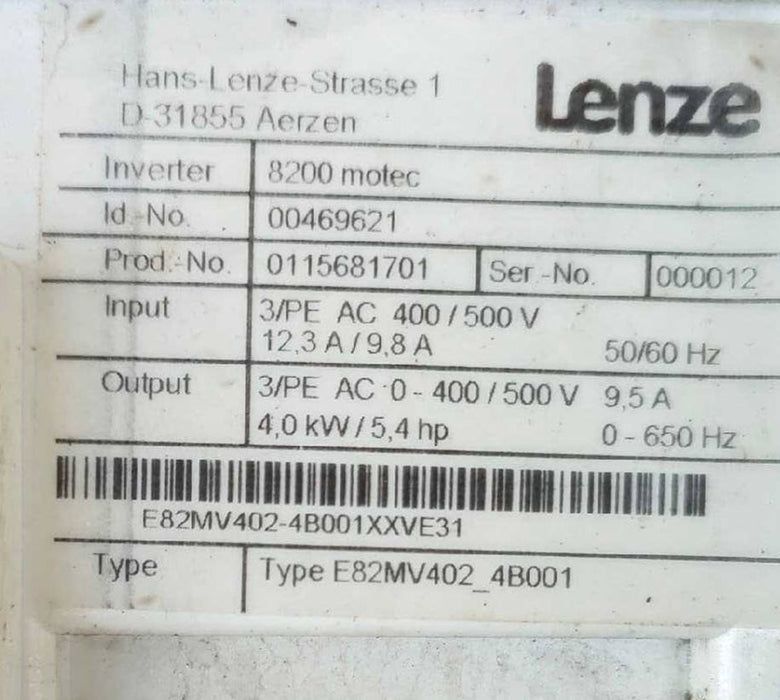 Hans-Lenze-Strasse 1
D-31855 Aerzen
Lenze
Inverter 8200 motec
Id.-No. 00469621
Prod.-No. 0115681701 Ser.-No. 000012
Input 3/PE AC 400 / 500 V
12,3 A / 9,8 A 50/60 Hz
Output 3/PE AC 0 - 400 / 500 V 9,5 A
4,0 kW / 5,4 hp 0 - 650 Hz
E82MV402-4B001XXVE31
Type Type E82MV402_4B001